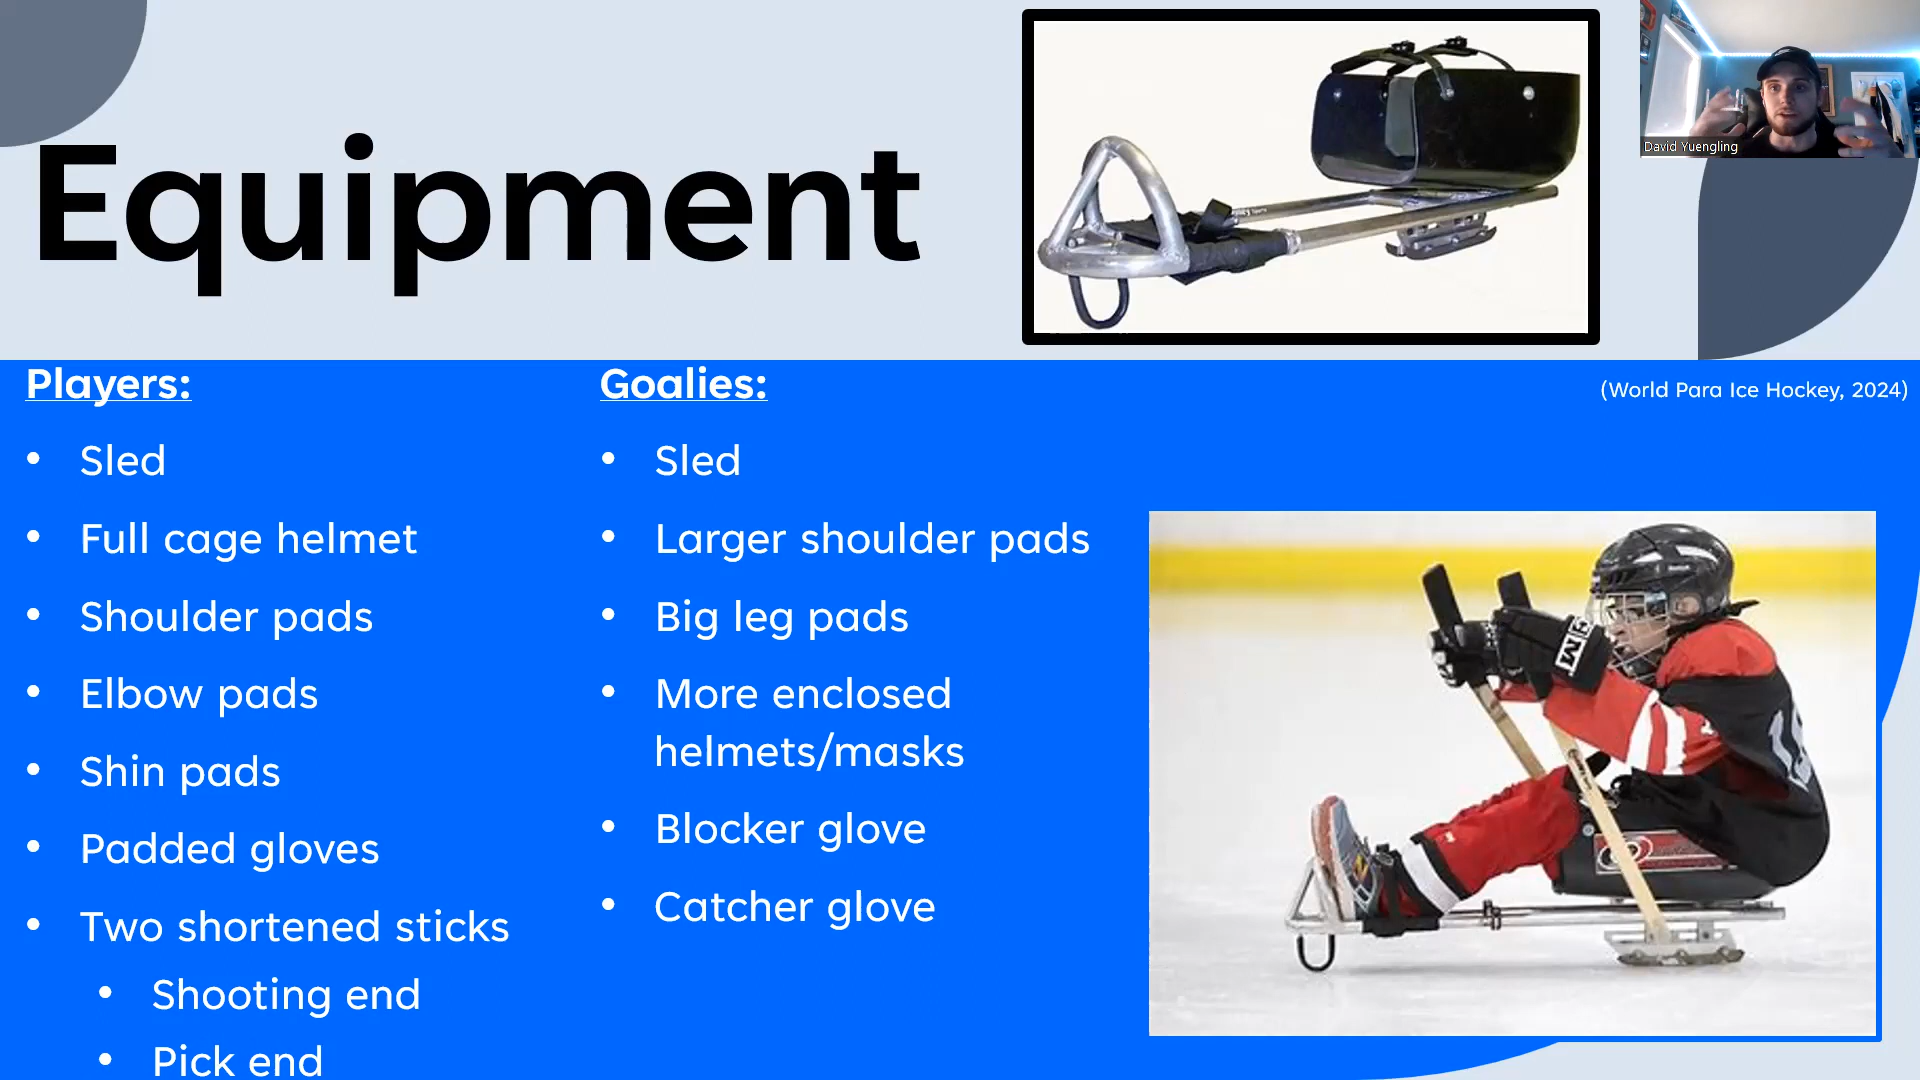 Equipment
David Yuengling
Players:
• Sled
• Full cage helmet
• Shoulder pads
• Elbow pads
• Shin pads
• Padded gloves
• Two shortened sticks
• Shooting end
• Pick end
Goalies:
• Sled
• Larger shoulder pads
• Big leg pads
• More enclosed
helmets/masks
• Blocker glove
• Catcher glove
(World Para Ice Hockey, 2024)